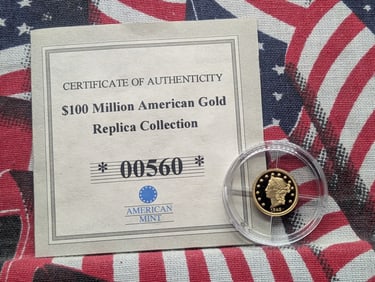 CERTIFICATE OF AUTHENTICITY
$100 Million American Gold
Replica Collection
* 00560 *
AMERICAN
MINT